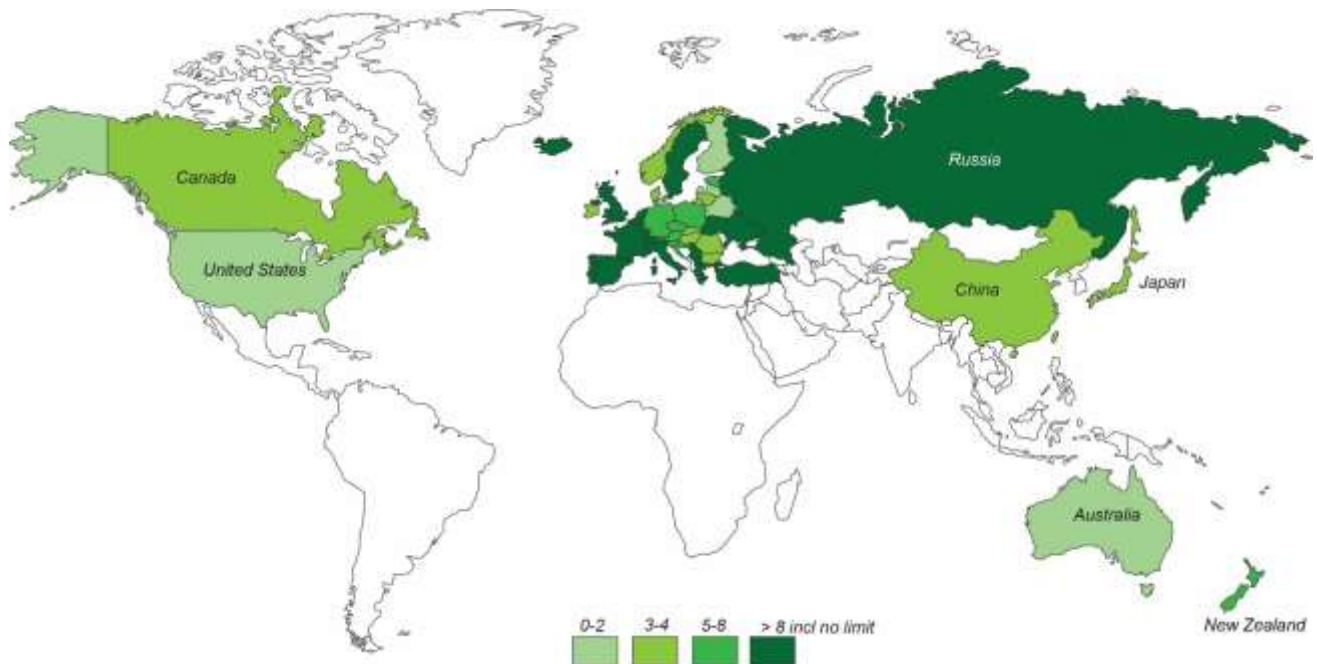 Canada
Russia
United States
China
Japan
Australia
New Zealand
0-2 3-4 5-8 > 8 incl no limit